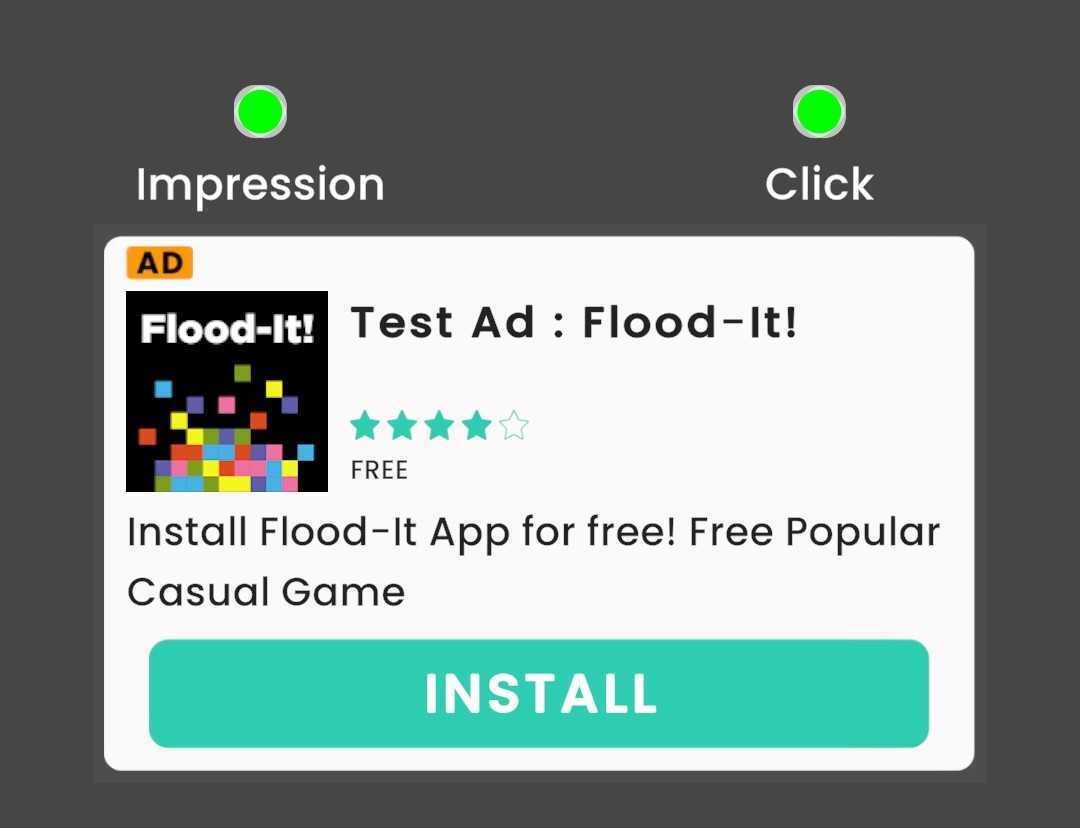 Impression
Click
AD
Flood-It!
Test Ad : Flood-It!
FREE
Install Flood-It App for free! Free Popular
Casual Game
INSTALL